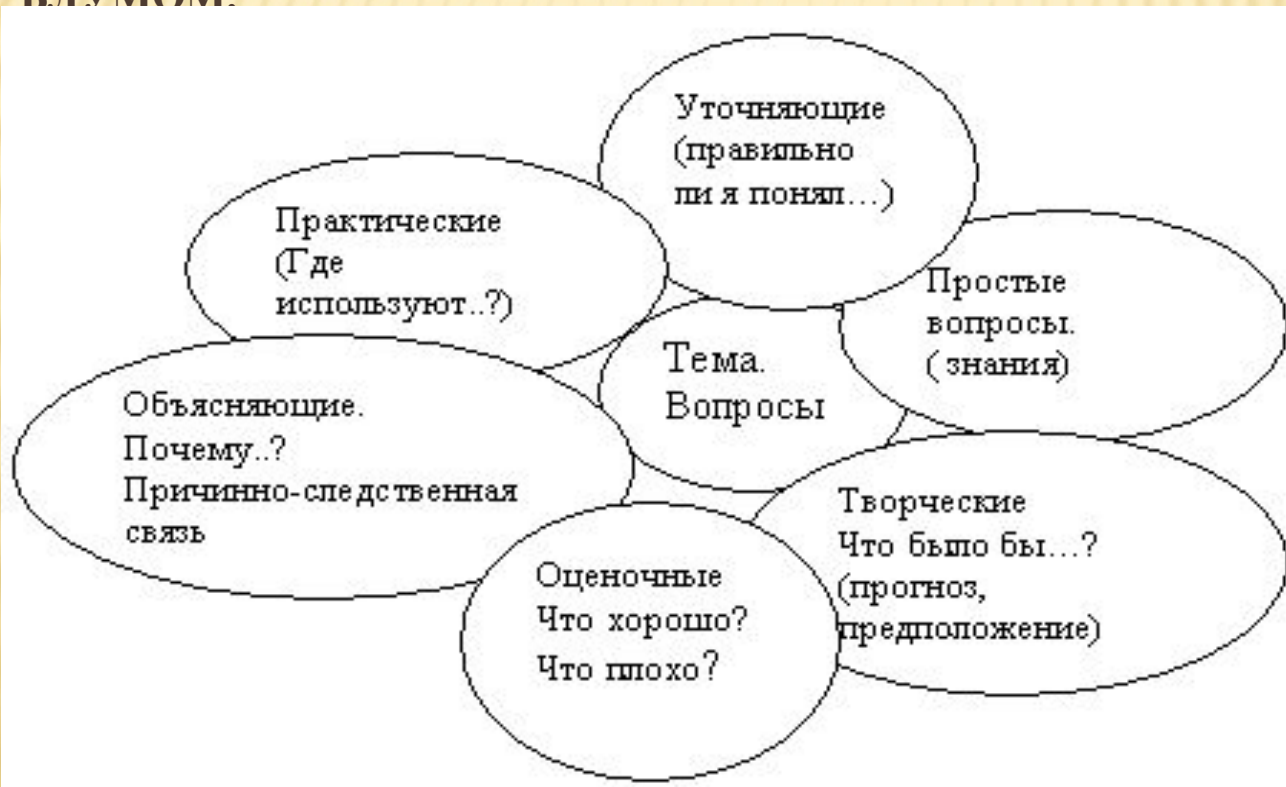 Уточняющие
(правильно
ли я понял…)
Практические
(Где
используют..?)
Простые
вопросы.
( знания)
Тема.
Вопросы
Объясняющие.
Почему..?
Причинно-следственная
связь
Творческие
Что было бы…?
(прогноз,
предположение)
Оценочные
Что хорошо?
Что плохо?